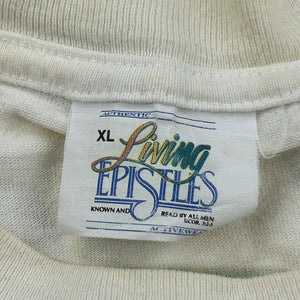 AUTHENTIC
XL
Living
EPISTLES
KNOWN AND READ BY ALL MEN
II COR. 3:2-3
ACTIVEWEAR